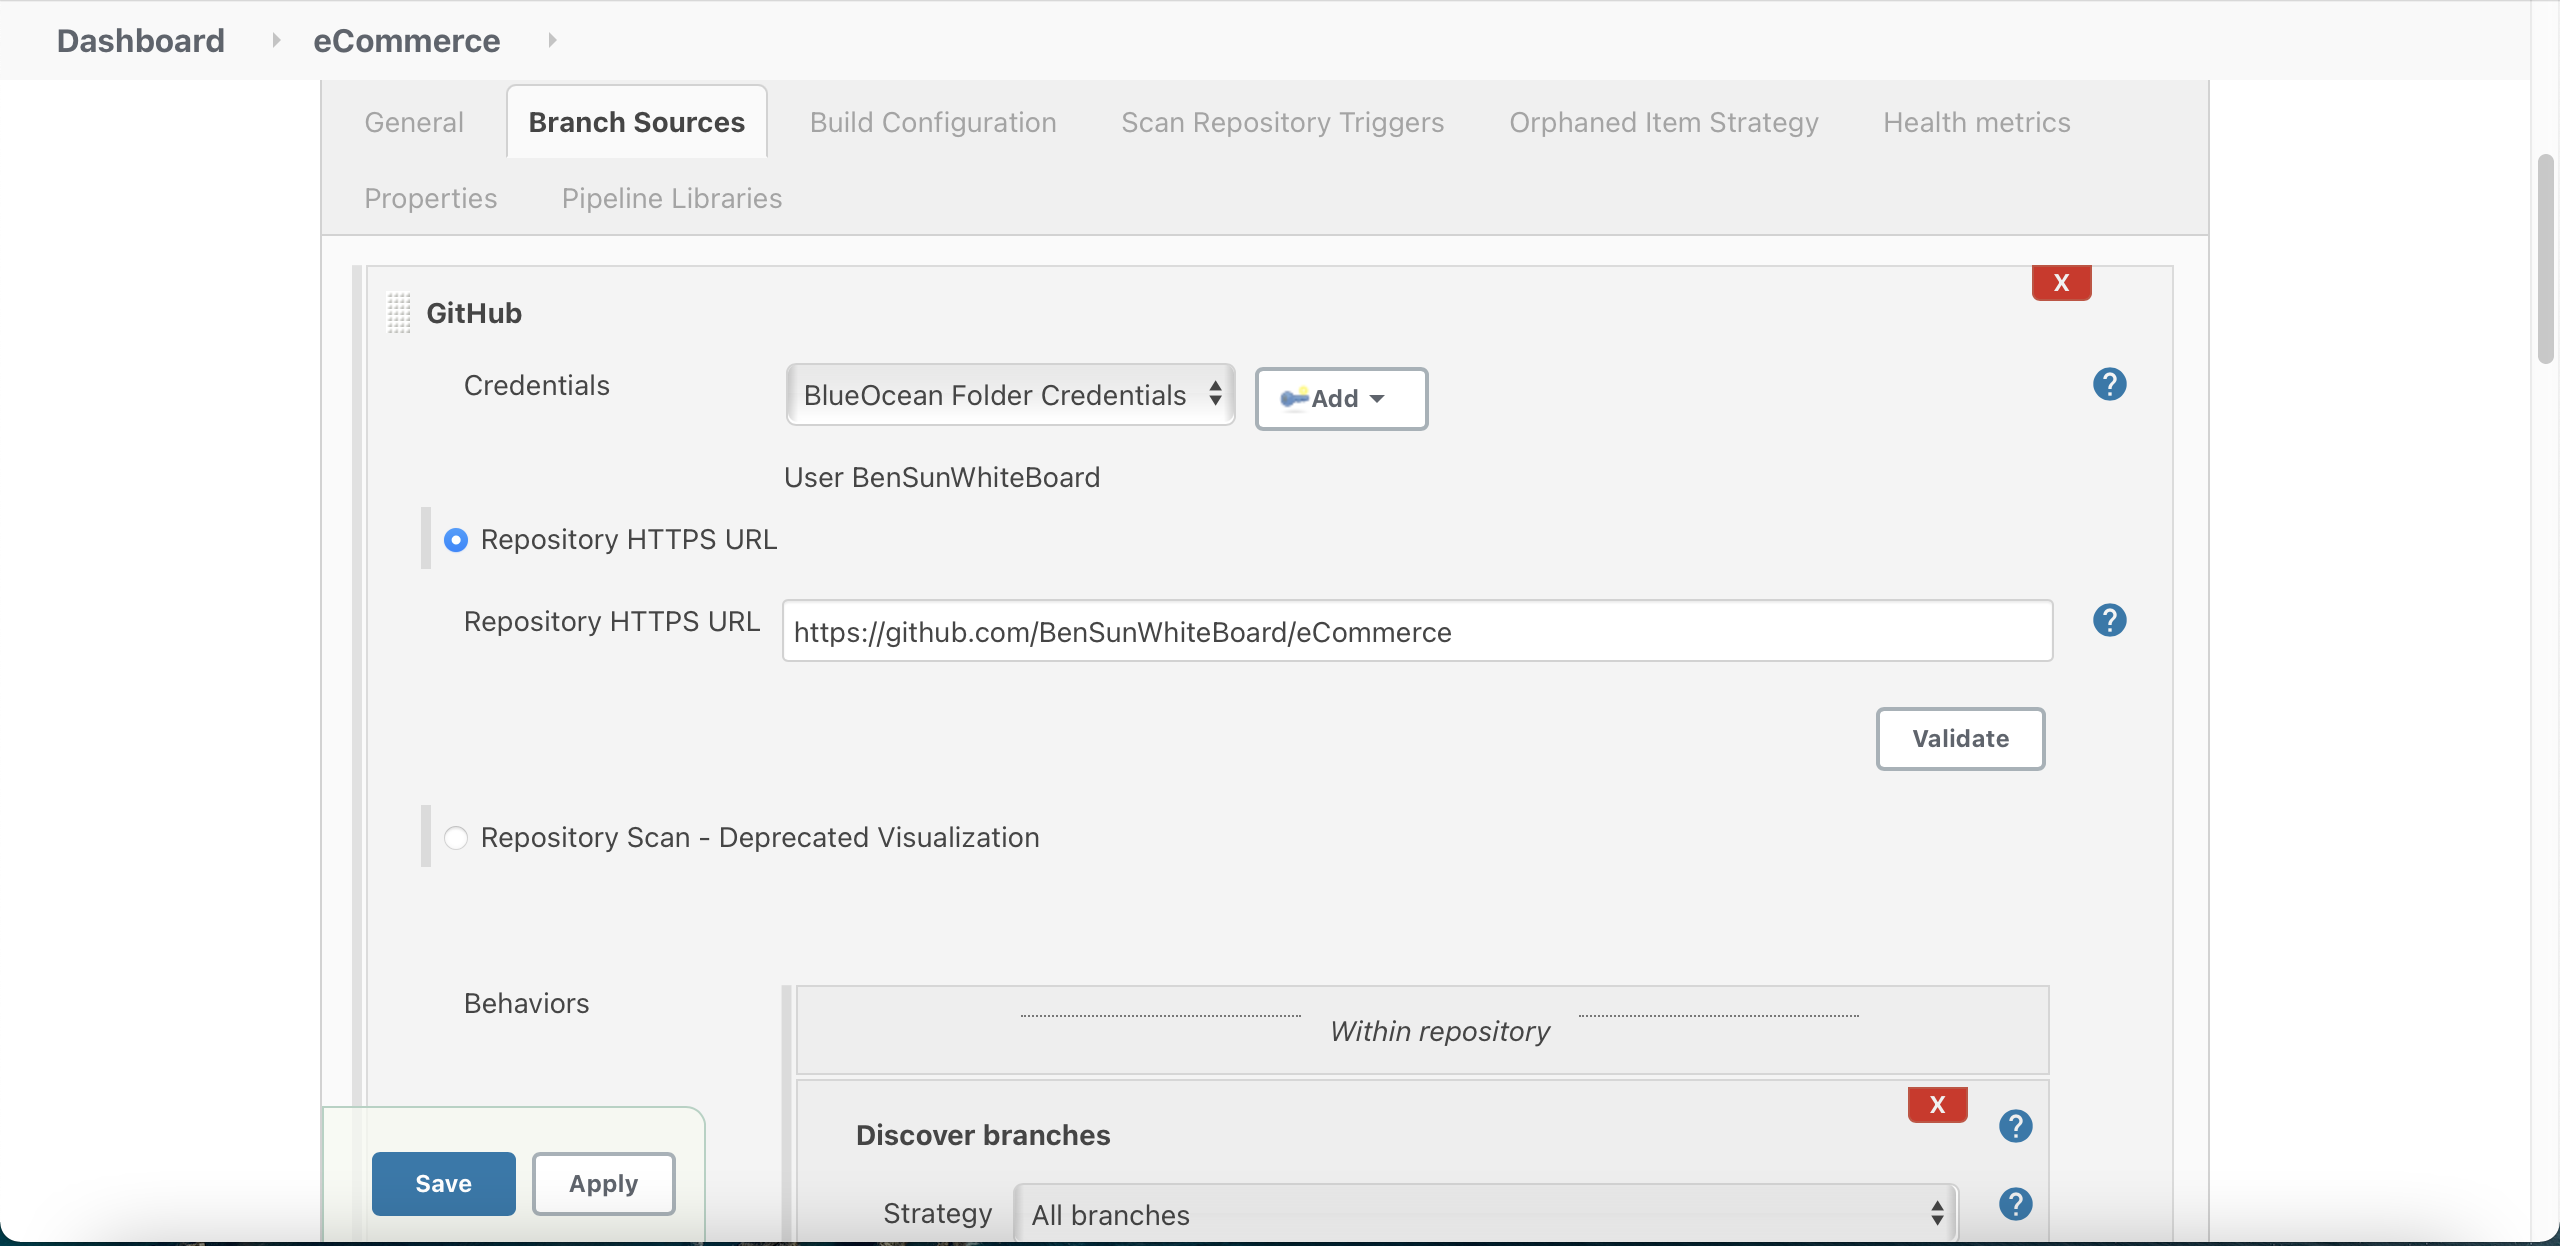 Dashboard eCommerce
General Branch Sources Build Configuration Scan Repository Triggers Orphaned Item Strategy Health metrics
Properties Pipeline Libraries
X
GitHub
Credentials BlueOcean Folder Credentials Add ?
User BenSunWhiteBoard
Repository HTTPS URL
Repository HTTPS URL https://github.com/BenSunWhiteBoard/eCommerce ?
Validate
Repository Scan - Deprecated Visualization
Behaviors
Within repository
X
Discover branches ?
Save Apply
Strategy All branches ?